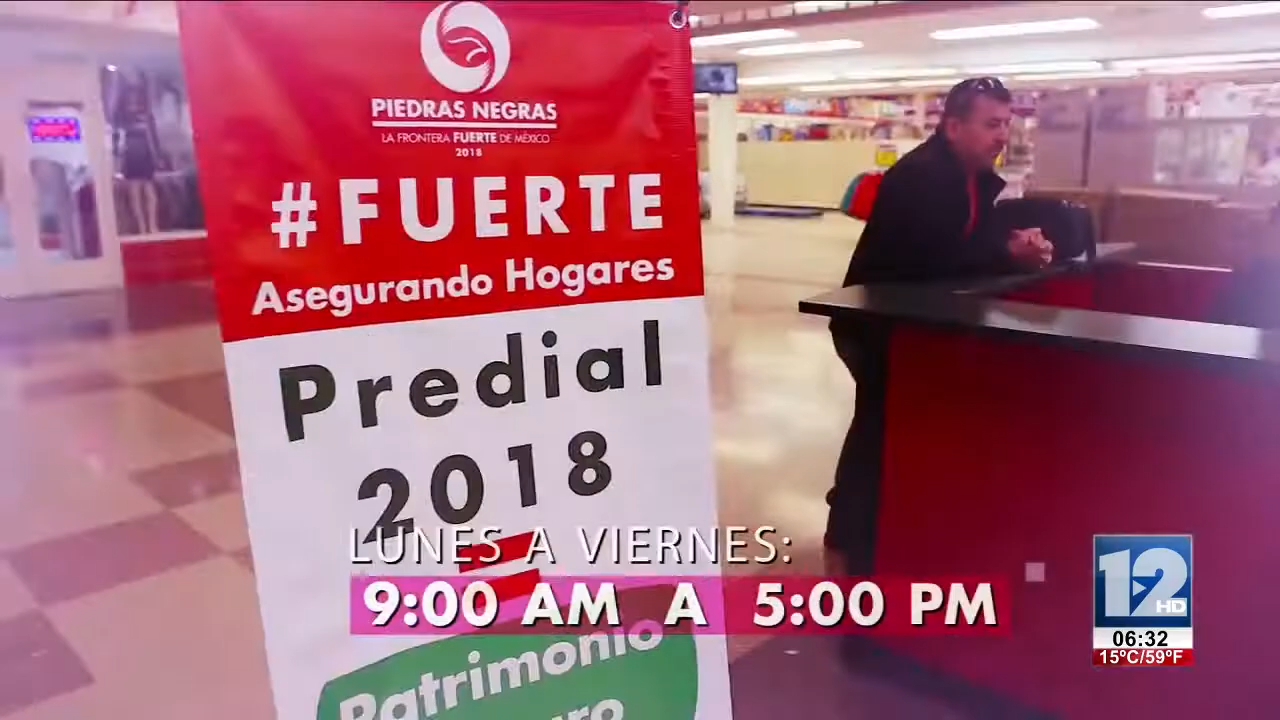 PIEDRAS NEGRAS
LA FRONTERA FUERTE DE MÉXICO
2018
#FUERTE
Asegurando Hogares
Predial
2018
LUNES A VIERNES:
9:00 AM A 5:00 PM
Patrimonio
12
HD
06:32
15°C/59°F